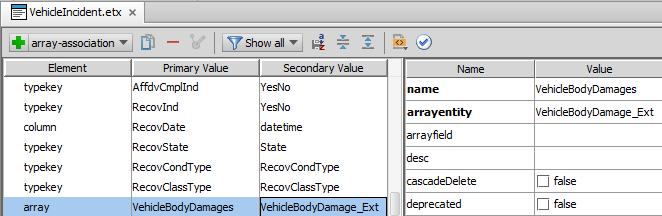 VehicleIncident.etx
array-association Show all a z
Element Primary Value Secondary Value
typekey AffdvCmplInd YesNo
typekey RecovInd YesNo
column RecovDate datetime
typekey RecovState State
typekey RecovCondType RecovCondType
typekey RecovClassType RecovClassType
array VehicleBodyDamages VehicleBodyDamage_Ext
Name Value
name VehicleBodyDamages
arrayentity VehicleBodyDamage_Ext
arrayfield
desc
cascadeDelete false
deprecated false